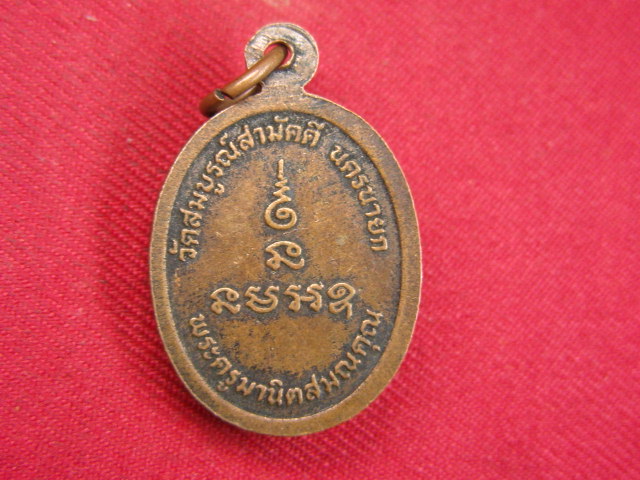 วัดสมบูรณ์สามัคคี นครนายก
พระครูมานิตสมณคุณ